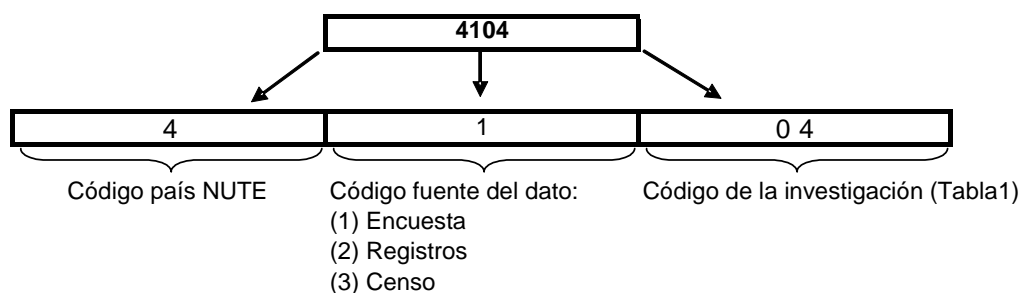 4104
4 1 0 4
Código país NUTE
Código fuente del dato:
(1) Encuesta
(2) Registros
(3) Censo
Código de la investigación (Tabla1)